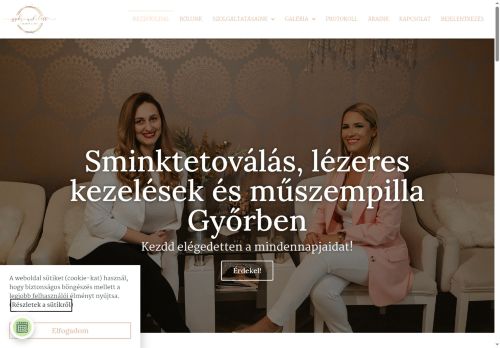 KEZDŐOLDAL
RÓLUNK
SZOLGÁLTATÁSAINK
GALÉRIA
PROTOKOLL
ÁRAINK
KAPCSOLAT
BEJELENTKEZÉS
Sminktetoválás, lézeres
kezelések és műszempilla
Győrben
Kezdd elégedetten a mindennapjaidat!
Érdekel!
A weboldal sütiket (cookie-kat) használ,
hogy biztonságos böngészés mellett a
legjobb felhasználói élményt nyújtsa.
(Részletek a sütikről)
Elfogadom